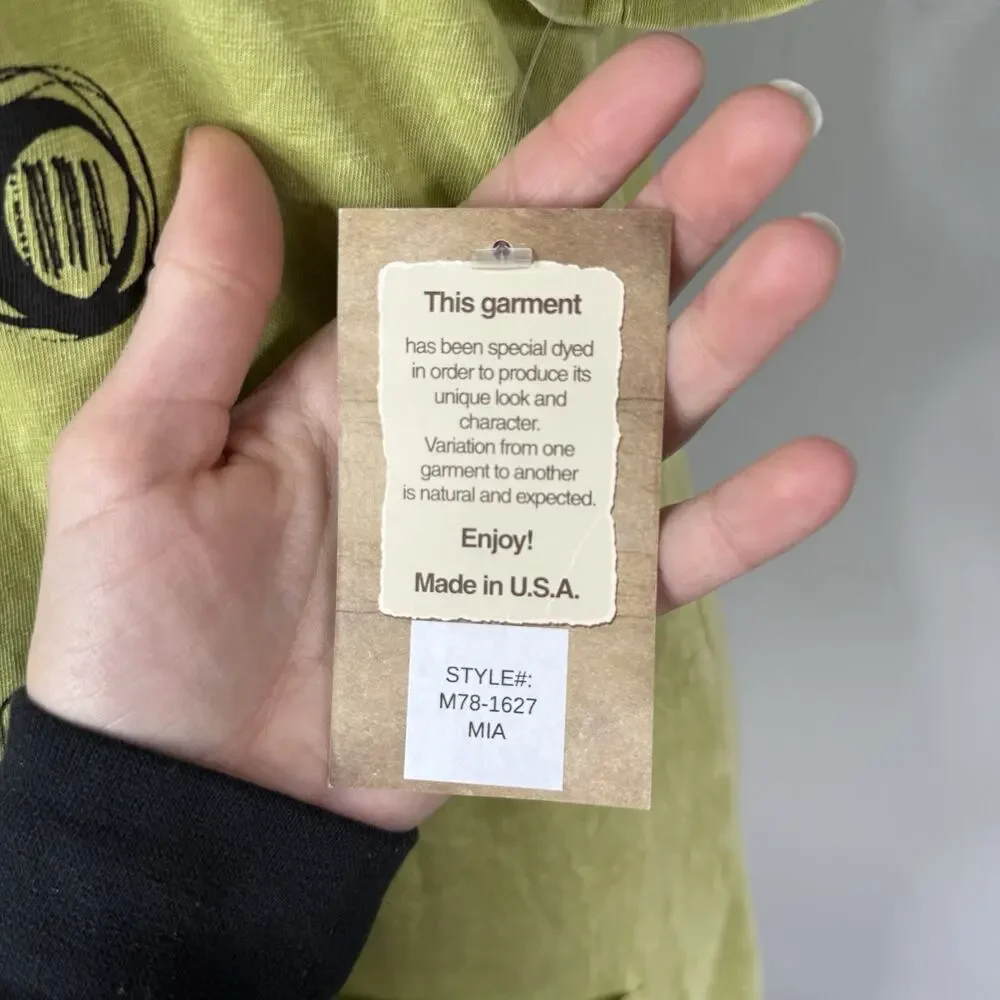 This garment
has been special dyed
in order to produce its
unique look and
character.
Variation from one
garment to another
is natural and expected.
Enjoy!
Made in U.S.A.
STYLE#:
M78-1627
MIA